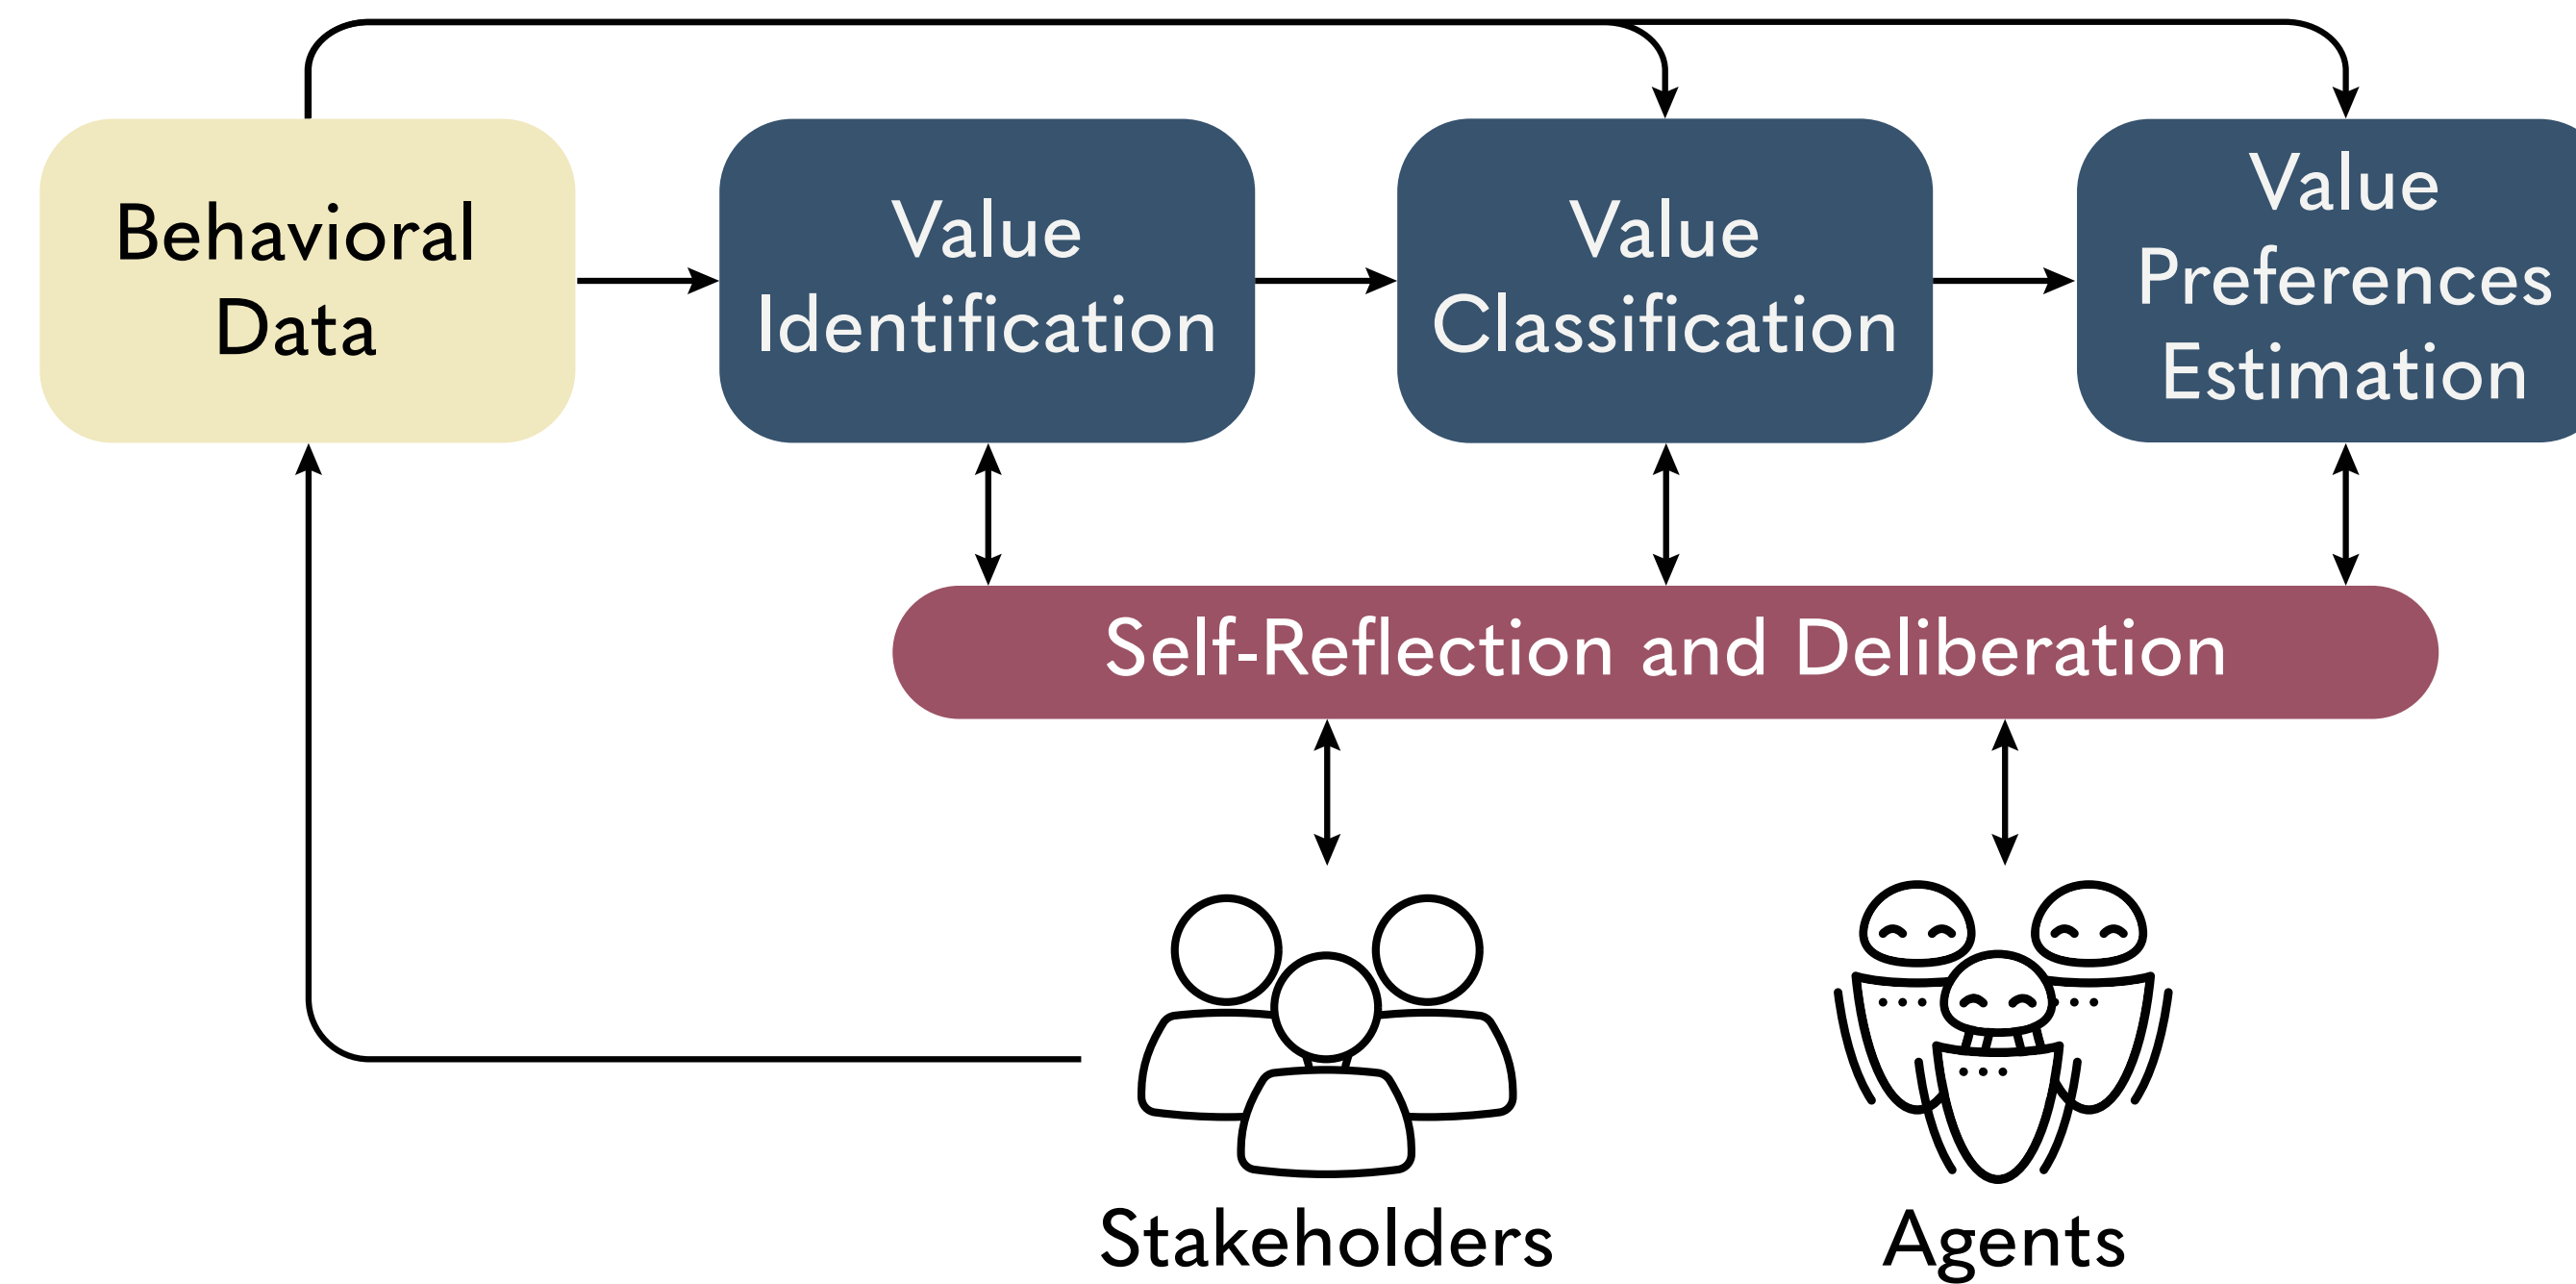 Behavioral
Data
Value
Identification
Value
Classification
Value
Preferences
Estimation
Self-Reflection and Deliberation
Stakeholders
Agents